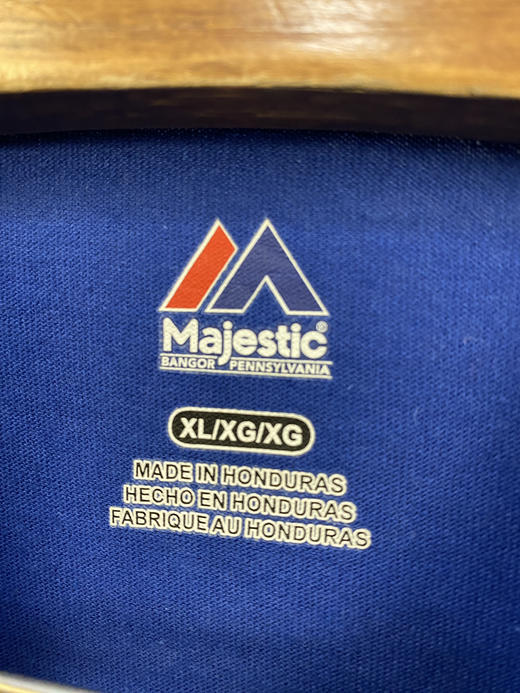 Majestic®
BANGOR PENNSYLVANIA
XL/XG/XG
MADE IN HONDURAS
HECHO EN HONDURAS
FABRIQUE AU HONDURAS